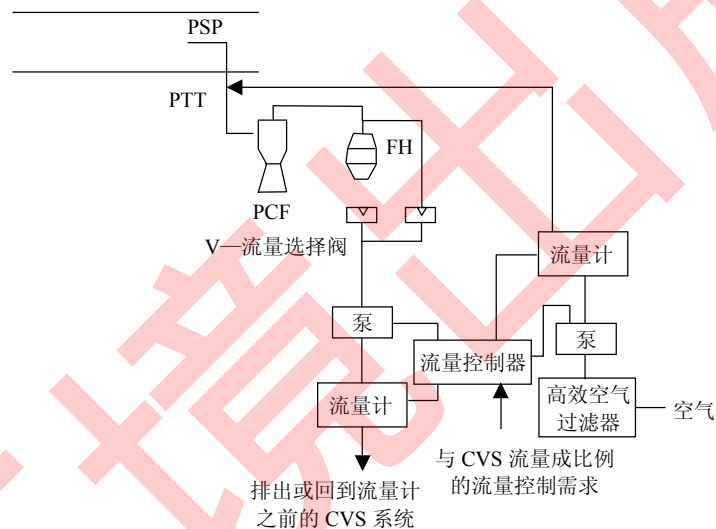 PSP
PTT
FH
PCF
V—流量选择阀
流量计
泵
泵
流量控制器
流量计
高效空气
过滤器
空气
与 CVS 流量成比例
的流量控制需求
排出或回到流量计
之前的 CVS 系统